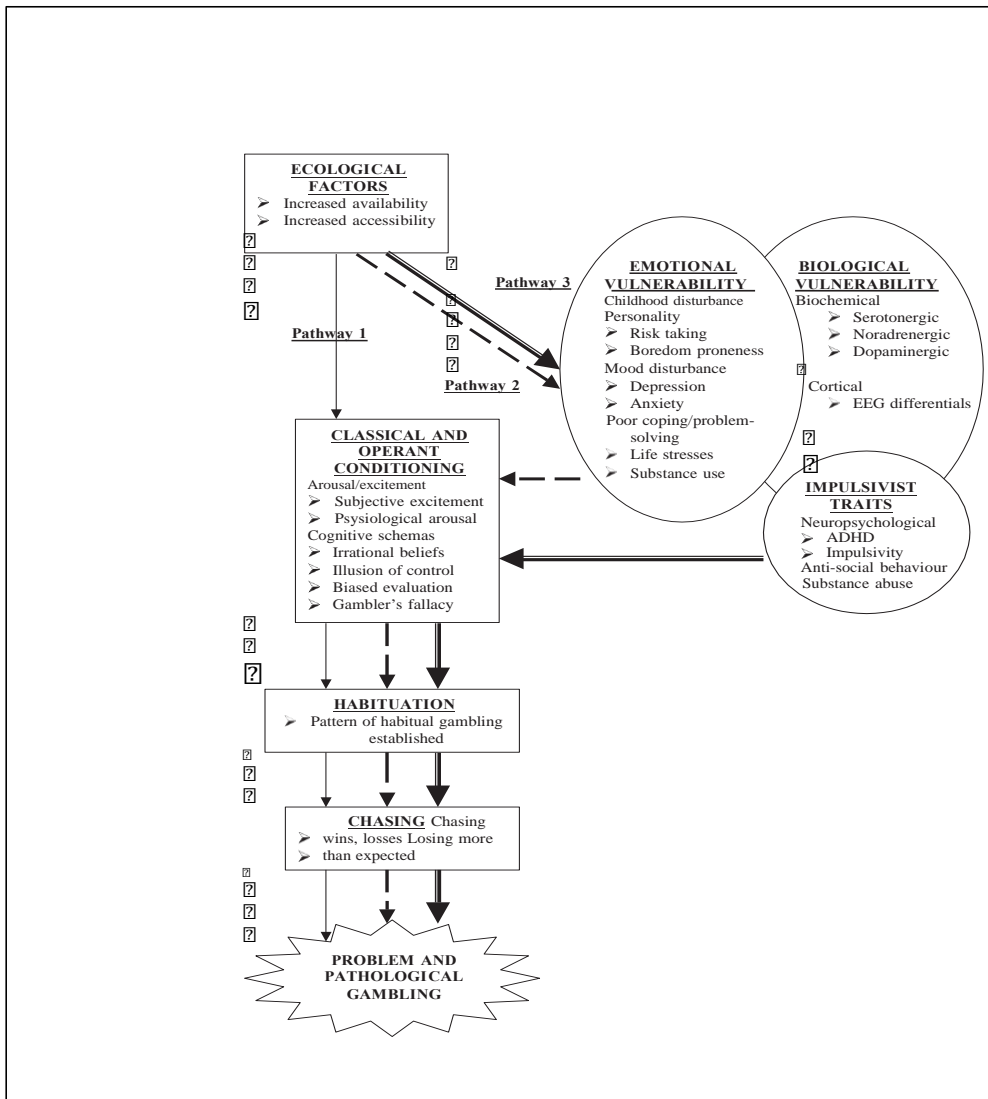 ECOLOGICAL
FACTORS
➢ Increased availability
➢ Increased accessibility
Pathway 3
Pathway 1
Pathway 2
EMOTIONAL
VULNERABILITY
Childhood disturbance
Personality
➢ Risk taking
➢ Boredom proneness
Mood disturbance
➢ Depression
➢ Anxiety
Poor coping/problem-
solving
➢ Life stresses
➢ Substance use
BIOLOGICAL
VULNERABILITY
Biochemical
➢ Serotonergic
➢ Noradrenergic
➢ Dopaminergic
Cortical
➢ EEG differentials
IMPULSIVIST
TRAITS
Neuropsychological
➢ ADHD
➢ Impulsivity
Anti-social behaviour
Substance abuse
CLASSICAL AND
OPERANT
CONDITIONING
Arousal/excitement
➢ Subjective excitement
➢ Psysiological arousal
Cognitive schemas
➢ Irrational beliefs
➢ Illusion of control
➢ Biased evaluation
➢ Gambler's fallacy
HABITUATION
➢ Pattern of habitual gambling
established
CHASING Chasing
➢ wins, losses Losing more
➢ than expected
PROBLEM AND
PATHOLOGICAL
GAMBLING